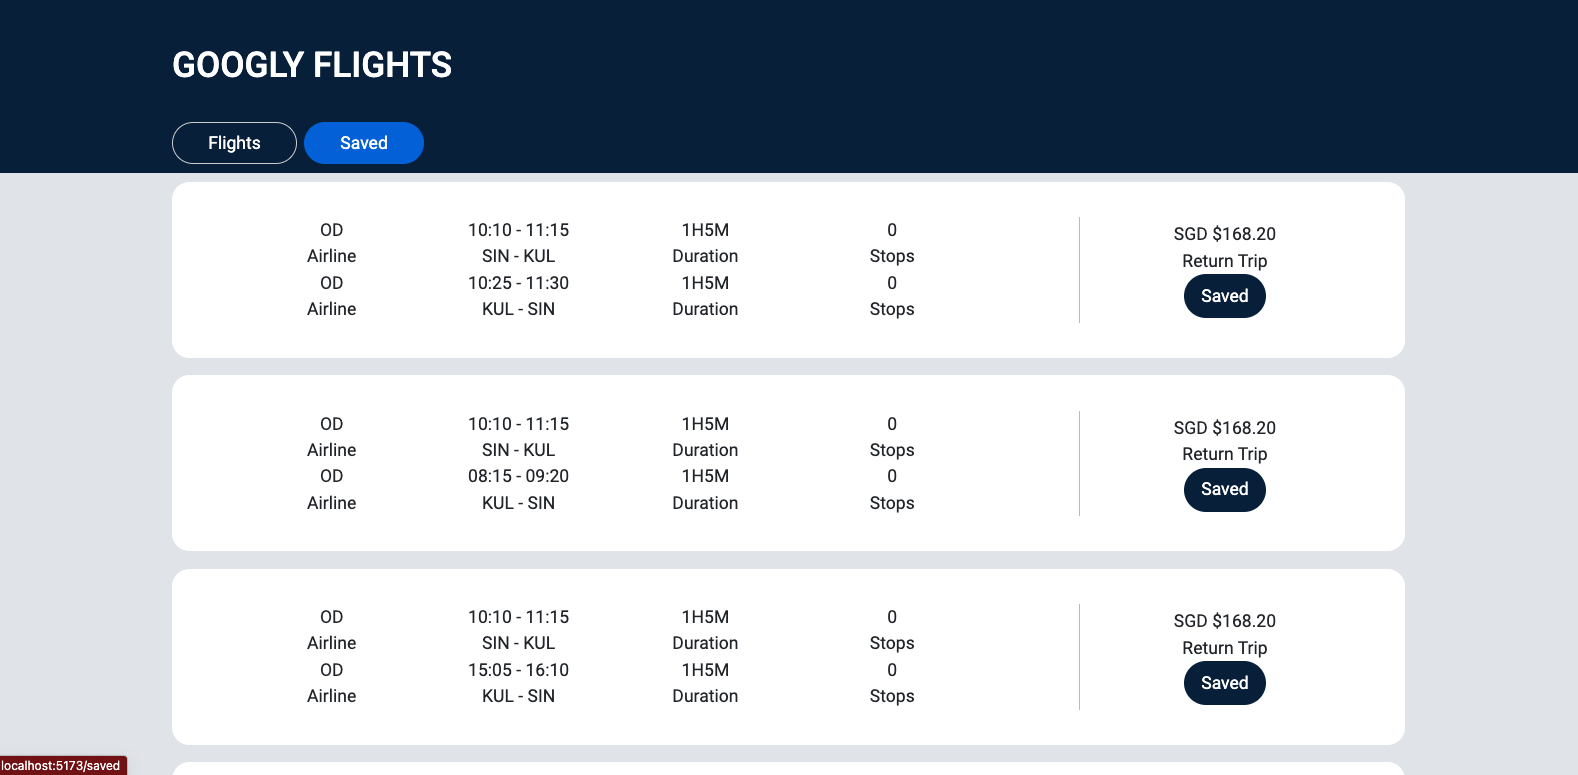 GOOGLY FLIGHTS
Flights Saved
OD 10:10 - 11:15 1H5M 0 SGD $168.20
Airline SIN - KUL Duration Stops Return Trip
OD 10:25 - 11:30 1H5M 0 Saved
Airline KUL - SIN Duration Stops
OD 10:10 - 11:15 1H5M 0 SGD $168.20
Airline SIN - KUL Duration Stops Return Trip
OD 08:15 - 09:20 1H5M 0 Saved
Airline KUL - SIN Duration Stops
OD 10:10 - 11:15 1H5M 0 SGD $168.20
Airline SIN - KUL Duration Stops Return Trip
OD 15:05 - 16:10 1H5M 0 Saved
Airline KUL - SIN Duration Stops
localhost:5173/saved